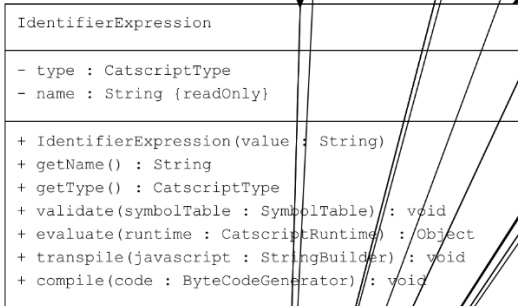 IdentifierExpression
- type : CatscriptType
- name : String {readOnly}
+ IdentifierExpression(value : String)
+ getName() : String
+ getType() : CatscriptType
+ validate(symbolTable : SymbolTable) : void
+ evaluate(runtime : CatscriptRuntime) : Object
+ transpile(javascript : StringBuilder) : void
+ compile(code : ByteCodeGenerator) : void